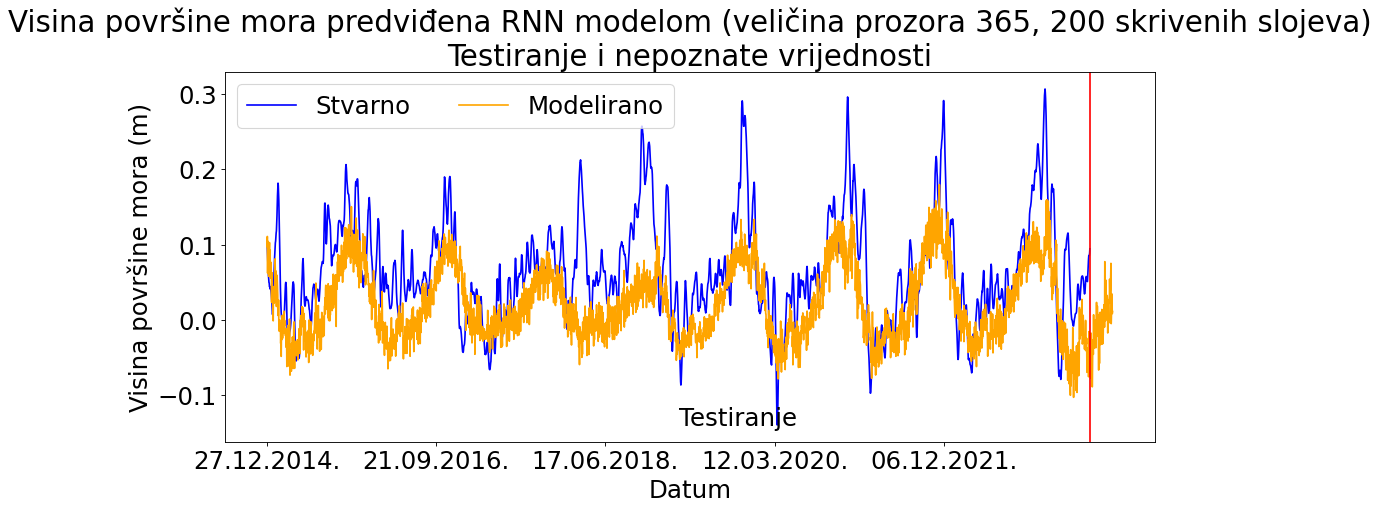 Visina površine mora predviđena RNN modelom (veličina prozora 365, 200 skrivenih slojeva)
Testiranje i nepoznate vrijednosti
Stvarno
Modelirano
Visina površine mora (m)
0.3
0.2
0.1
0.0
−0.1
Testiranje
27.12.2014.
21.09.2016.
17.06.2018.
12.03.2020.
06.12.2021.
Datum